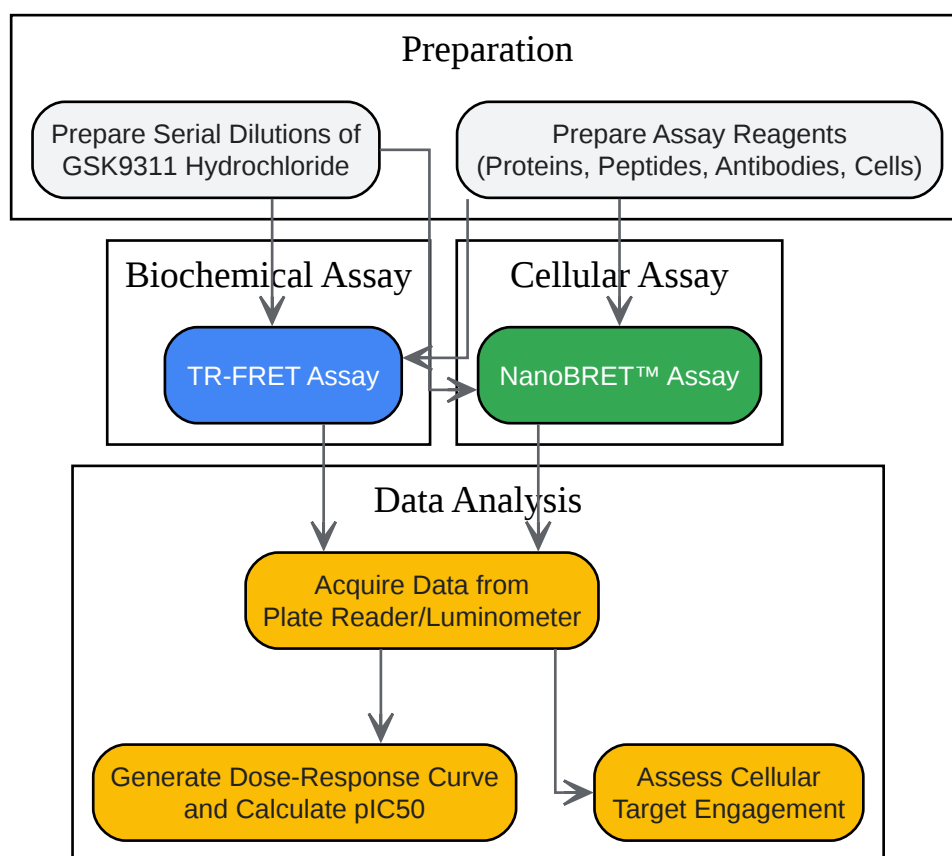 Preparation
Prepare Serial Dilutions of
GSK9311 Hydrochloride
Prepare Assay Reagents
(Proteins, Peptides, Antibodies, Cells)
Biochemical Assay
TR-FRET Assay
Cellular Assay
NanoBRET™ Assay
Data Analysis
Acquire Data from
Plate Reader/Luminometer
Generate Dose-Response Curve
and Calculate pIC50
Assess Cellular
Target Engagement